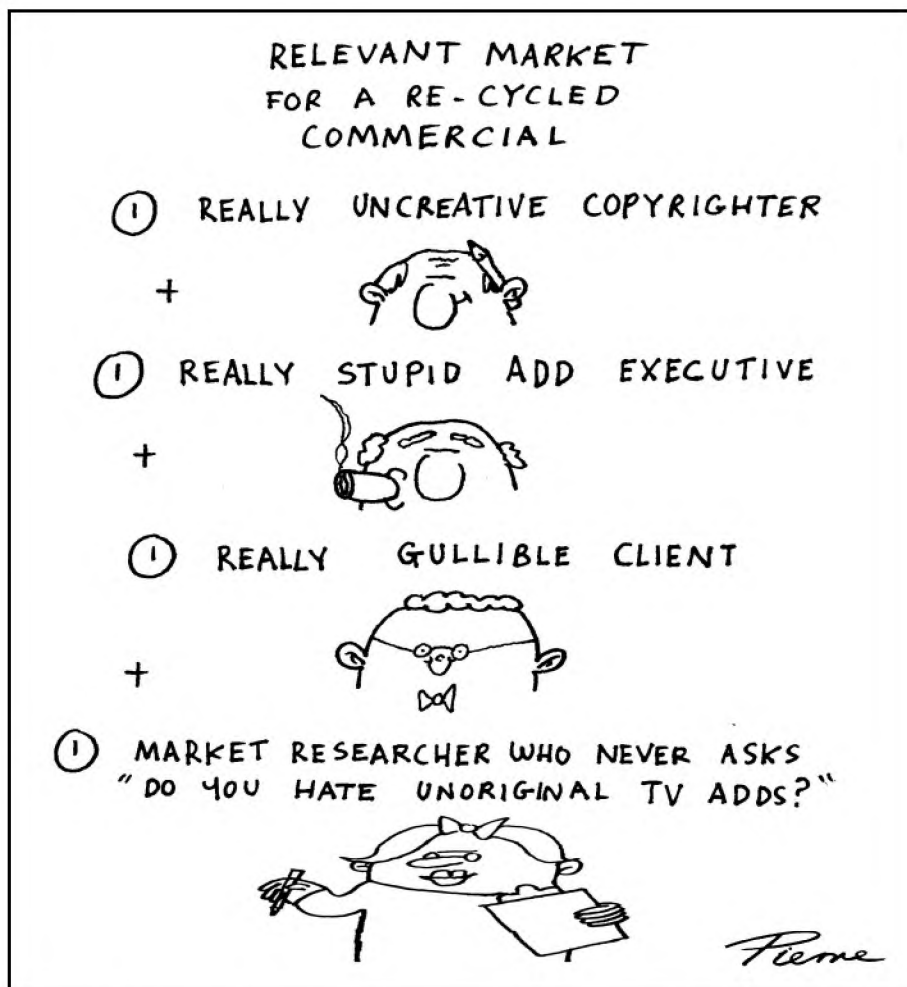 RELEVANT MARKET
FOR A RE-CYCLED
COMMERCIAL
1 REALLY UNCREATIVE COPYRIGHTER
+
1 REALLY STUPID ADD EXECUTIVE
+
1 REALLY GULLIBLE CLIENT
+
1 MARKET RESEARCHER WHO NEVER ASKS
"DO YOU HATE UNORIGINAL TV ADDS?"
Pierre